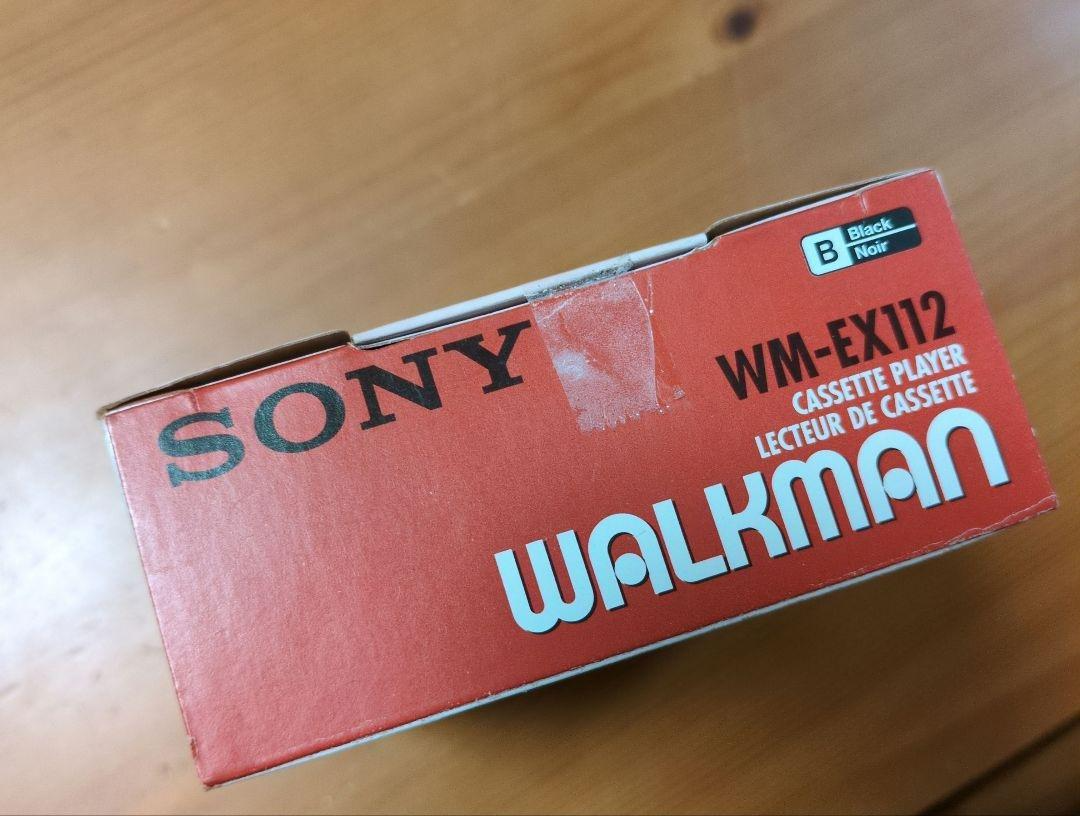 SONY
B Black
Noir
WM-EX112
CASSETTE PLAYER
LECTEUR DE CASSETTE
WALKMAN